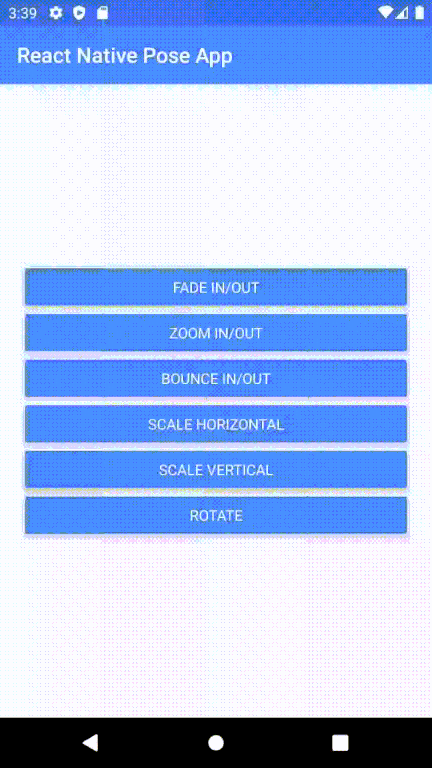 3:39
React Native Pose App
FADE IN/OUT
ZOOM IN/OUT
BOUNCE IN/OUT
SCALE HORIZONTAL
SCALE VERTICAL
ROTATE